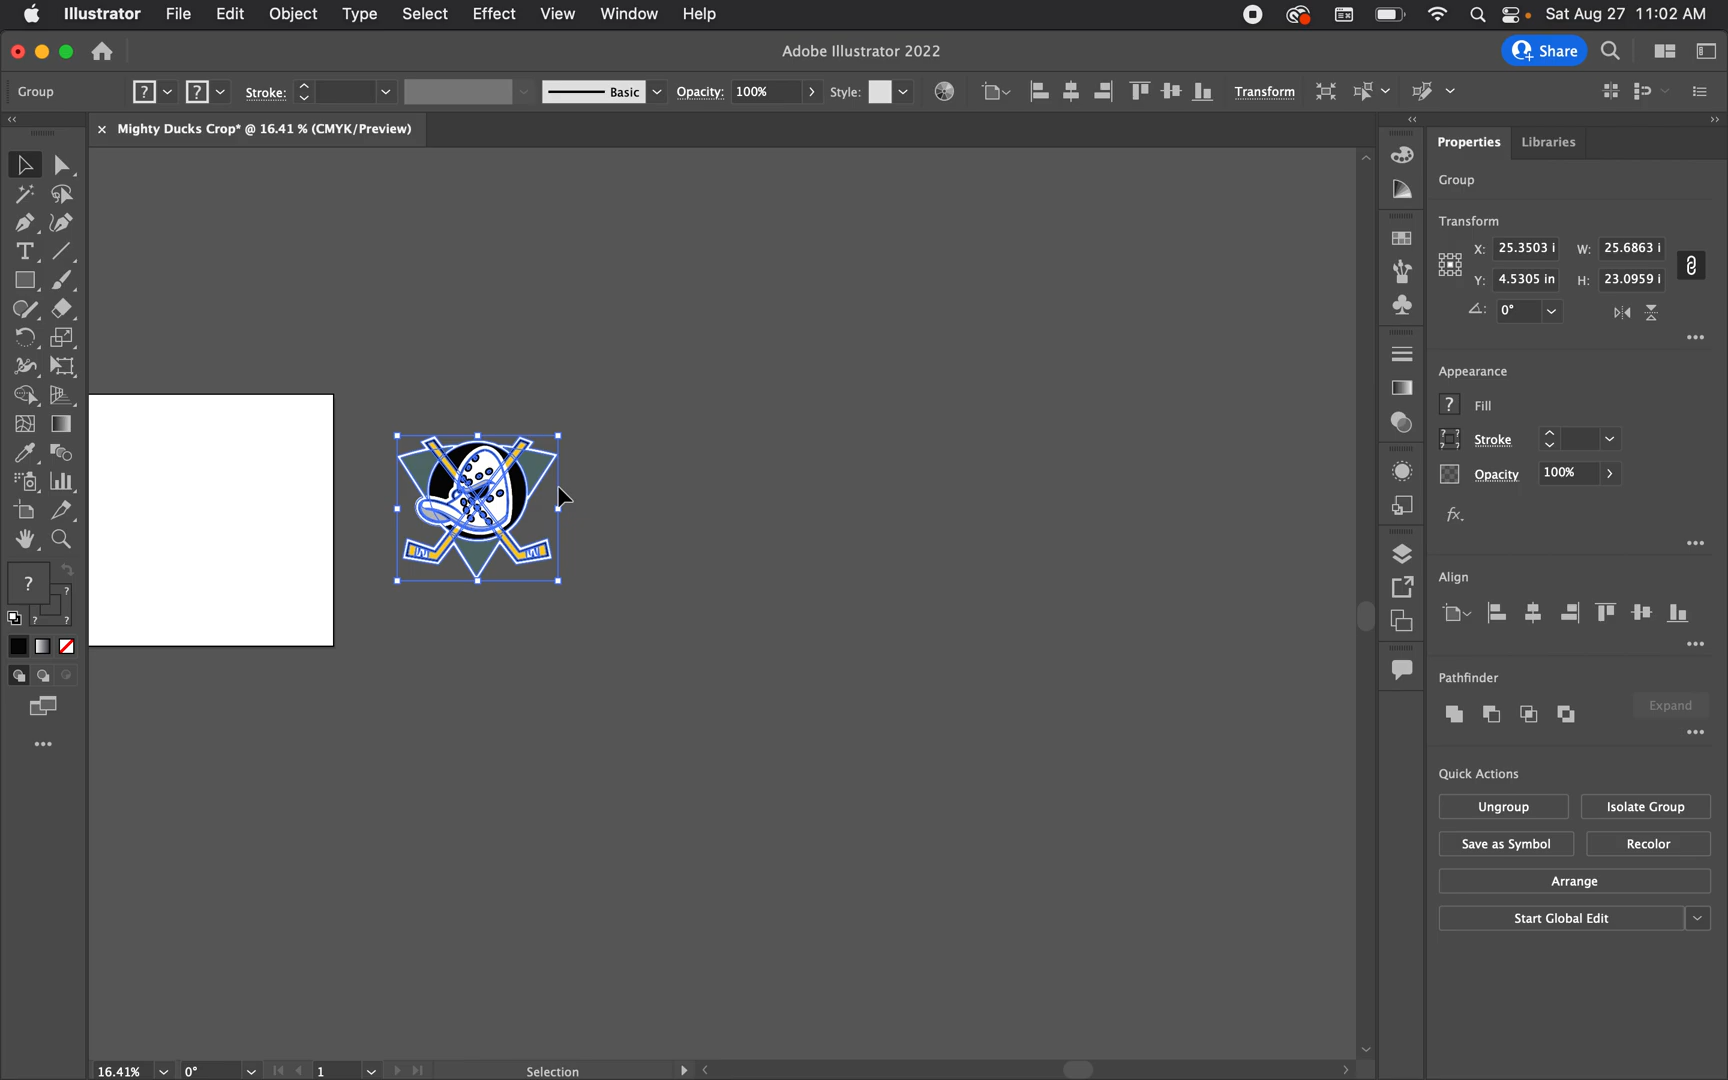 Illustrator File Edit Object Type Select Effect View Window Help Sat Aug 27 11:02 AM
Adobe Illustrator 2022 Share
Group ? ? Stroke: Basic Opacity: 100% Style: Transform
Mighty Ducks Crop* @ 16.41 % (CMYK/Preview)
Properties Libraries
Group
Transform
X: 25.3503 i W: 25.6863 i
Y: 4.5305 in H: 23.0959 i
0°
Appearance
? Fill
Stroke
Opacity 100%
fx.
Align
Pathfinder
Expand
Quick Actions
Ungroup Isolate Group
Save as Symbol Recolor
Arrange
Start Global Edit
?
16.41% 0° 1 Selection